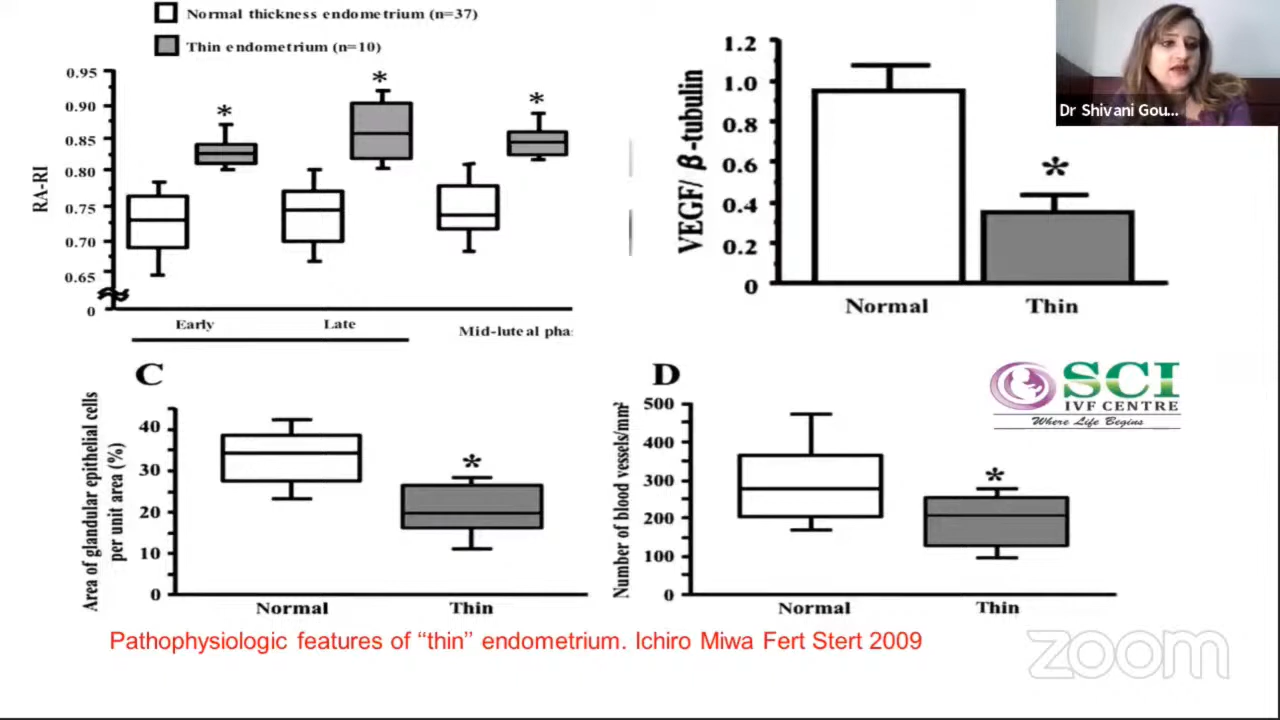 Normal thickness endometrium (n=37)
Thin endometrium (n=10)
RA-RI
0.95
0.90
0.85
0.80
0.75
0.70
0.65
0
*
*
*
Early
Late
Mid-luteal pha
VEGF/ β-tubulin
1.2
1.0
0.8
0.6
0.4
0.2
0
*
Normal
Thin
Dr Shivani Gou...
C
Area of glandular epithelial cells
per unit area (%)
40
30
20
10
0
*
Normal
Thin
D
Number of blood vessels/mm²
500
400
300
200
100
0
*
Normal
Thin
SCI
IVF CENTRE
Where Life Begins
Pathophysiologic features of “thin” endometrium. Ichiro Miwa Fert Stert 2009
zoom